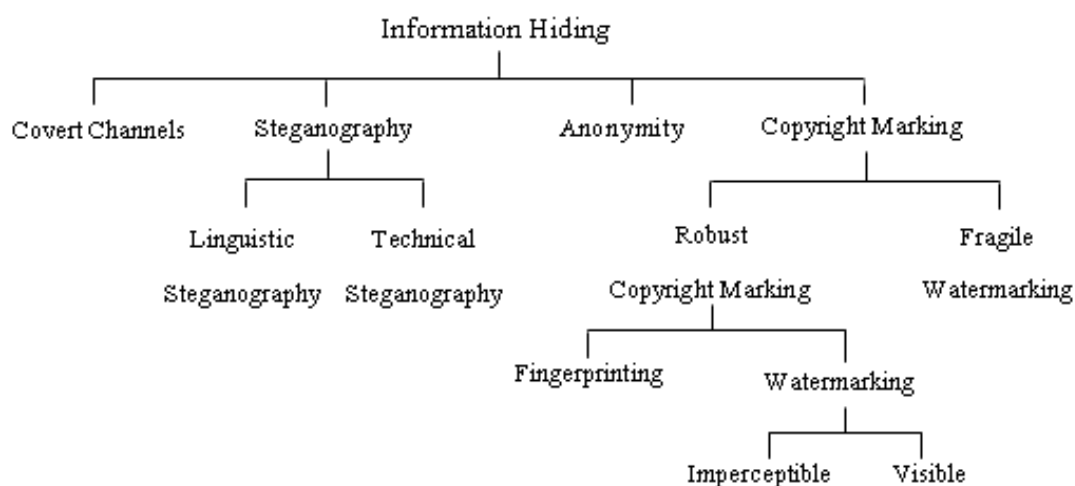 Information Hiding
Covert Channels
Steganography
Anonymity
Copyright Marking
Linguistic
Steganography
Technical
Steganography
Robust
Copyright Marking
Fragile
Watermarking
Fingerprinting
Watermarking
Imperceptible
Visible